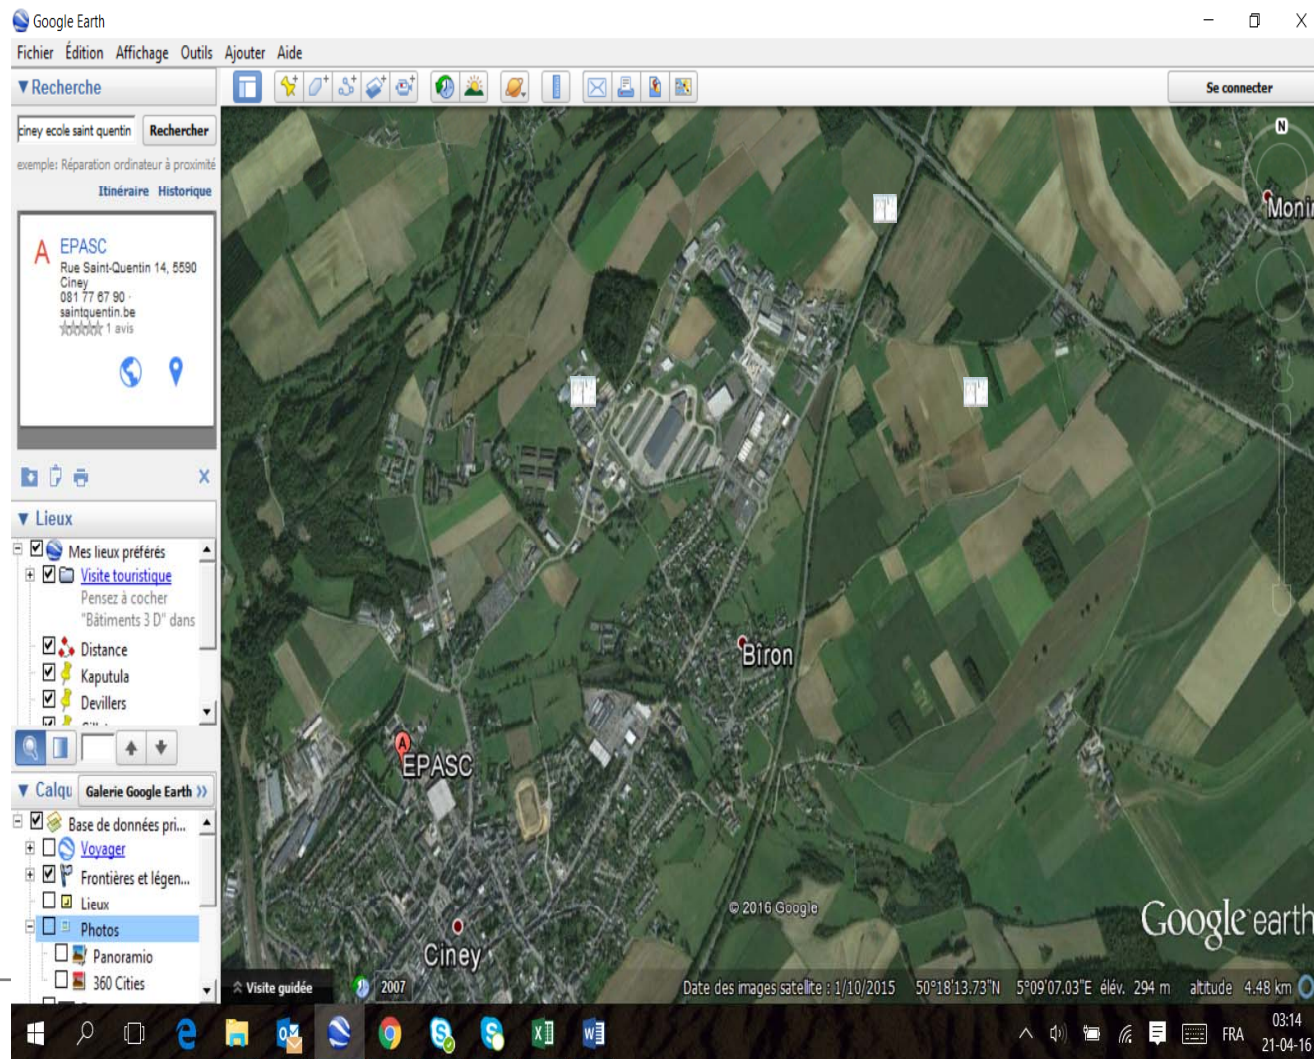 Google Earth
Fichier Édition Affichage Outils Ajouter Aide
Recherche
Se connecter
ciney ecole saint quentin Rechercher
exemple: Réparation ordinateur à proximité
Itinéraire Historique
A EPASC
Rue Saint-Quentin 14, 5590
Ciney
081 77 67 90 ·
saintquentin.be
1 avis
Lieux
Mes lieux préférés
Visite touristique
Pensez à cocher
"Bâtiments 3 D" dans
Distance
Kaputula
Devillers
Calqu Galerie Google Earth »
Base de données pri...
Voyager
Frontières et légen...
Lieux
Photos
Panoramio
360 Cities
N
Monin
Biron
A
EPASC
Ciney
© 2016 Google
Google earth
Visite guidée 2007 Date des images satellite : 1/10/2015 50°18'13.73"N 5°09'07.03"E élév. 294 m altitude 4.48 km
FRA 03:14
21-04-16